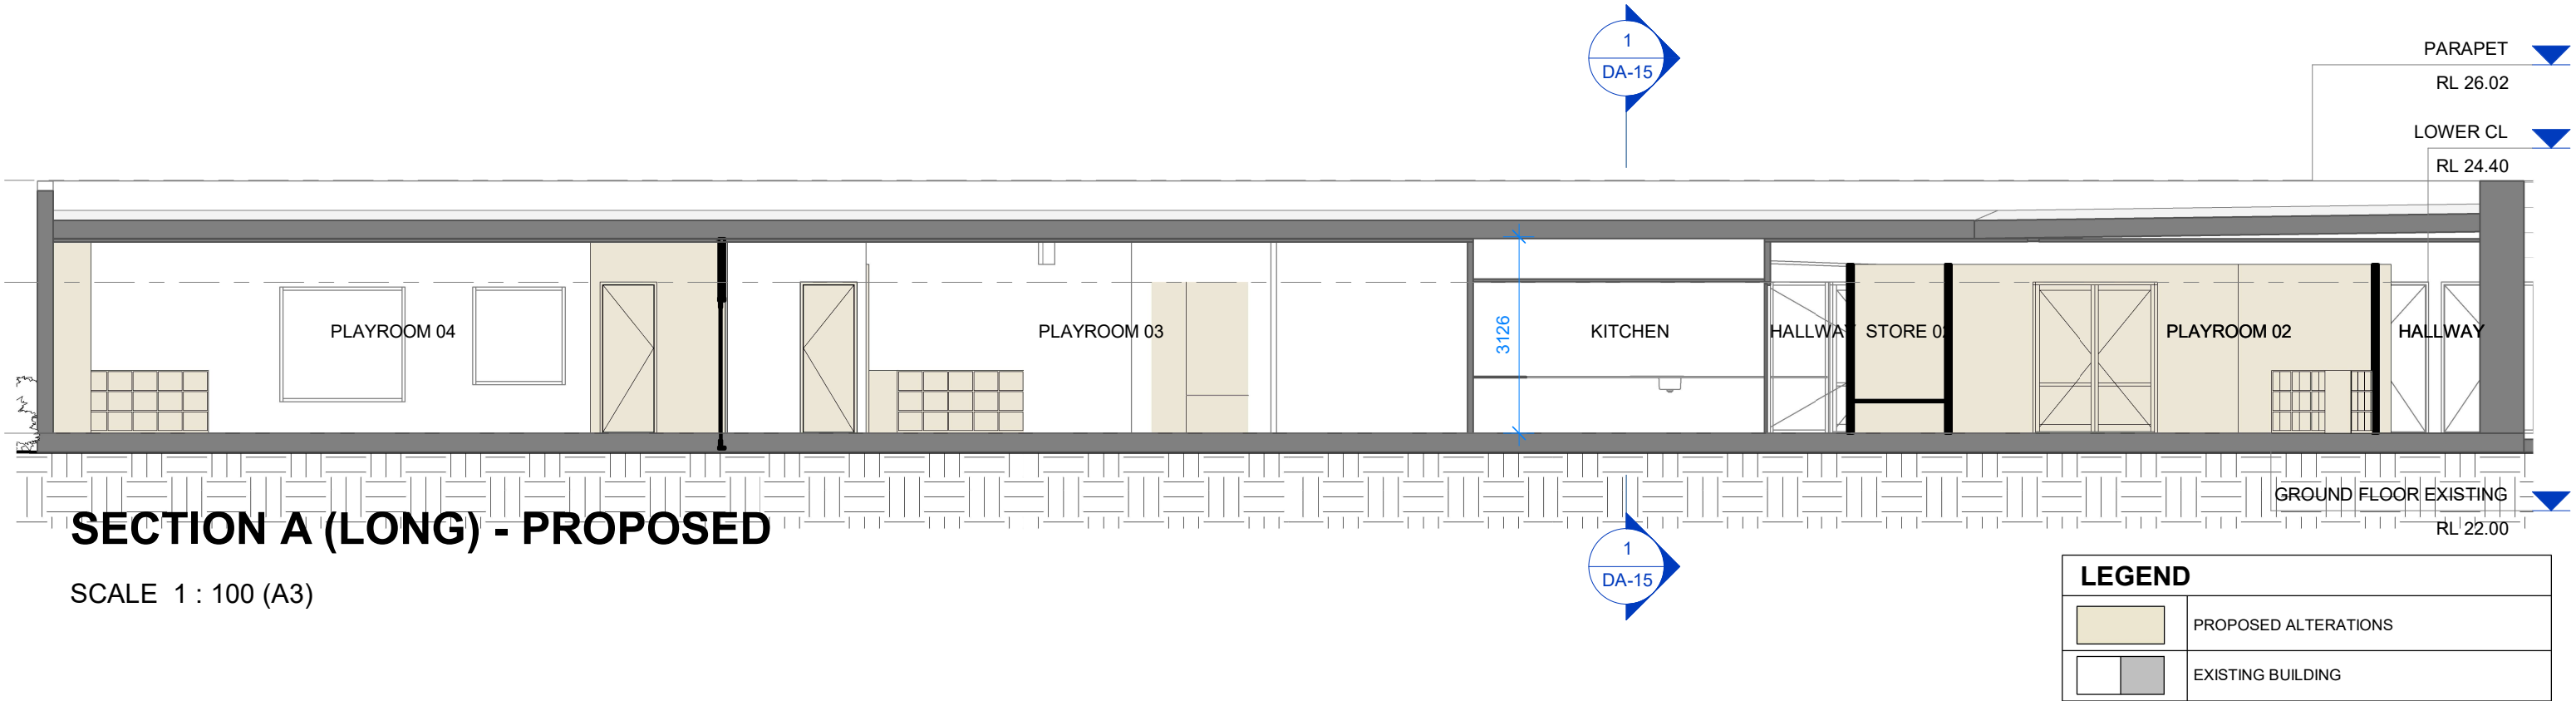 1
DA-15
PARAPET
RL 26.02
LOWER CL
RL 24.40
PLAYROOM 04
PLAYROOM 03
3126
KITCHEN
HALLWAY
STORE 02
PLAYROOM 02
HALLWAY
GROUND FLOOR EXISTING
RL 22.00
SECTION A (LONG) - PROPOSED
SCALE 1 : 100 (A3)
1
DA-15
LEGEND
PROPOSED ALTERATIONS
EXISTING BUILDING